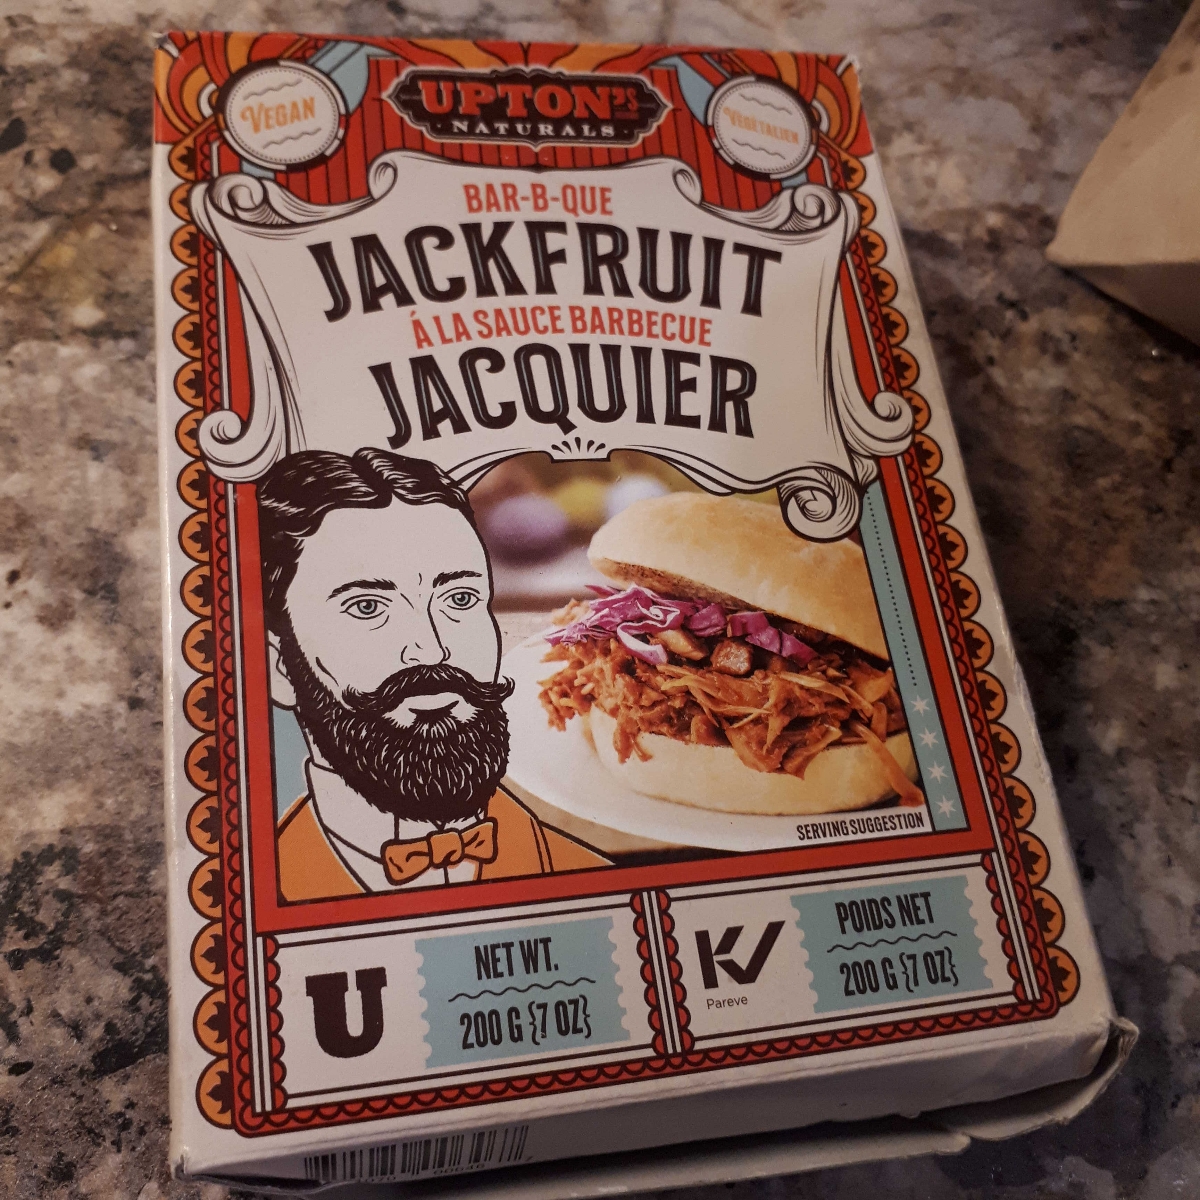 VEGAN
UPTON'S
NATURALS
VÉGÉTALIEN
BAR-B-QUE
JACKFRUIT
Á LA SAUCE BARBECUE
JACQUIER
SERVING SUGGESTION
U
NET WT.
200 G {7 OZ}
KV
Pareve
POIDS NET
200 G {7 OZ}